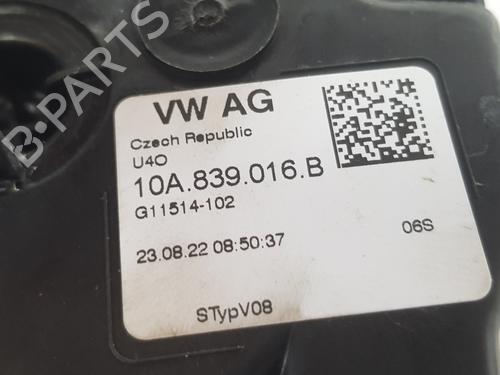 VW AG
Czech Republic
U4O
10A.839.016.B
G11514-102
23.08.22 08:50:37
06S
STypV08
B-PARTS